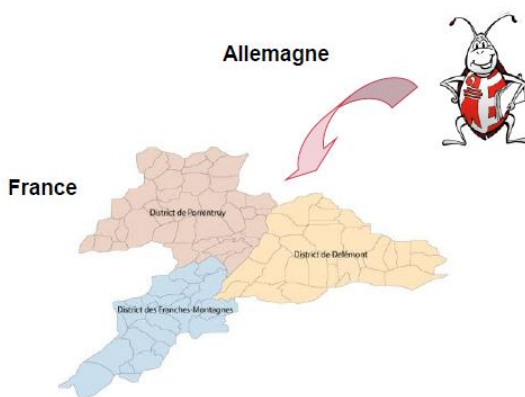 Allemagne
France
District de Porrentruy
District de Delémont
District des Franches-Montagnes